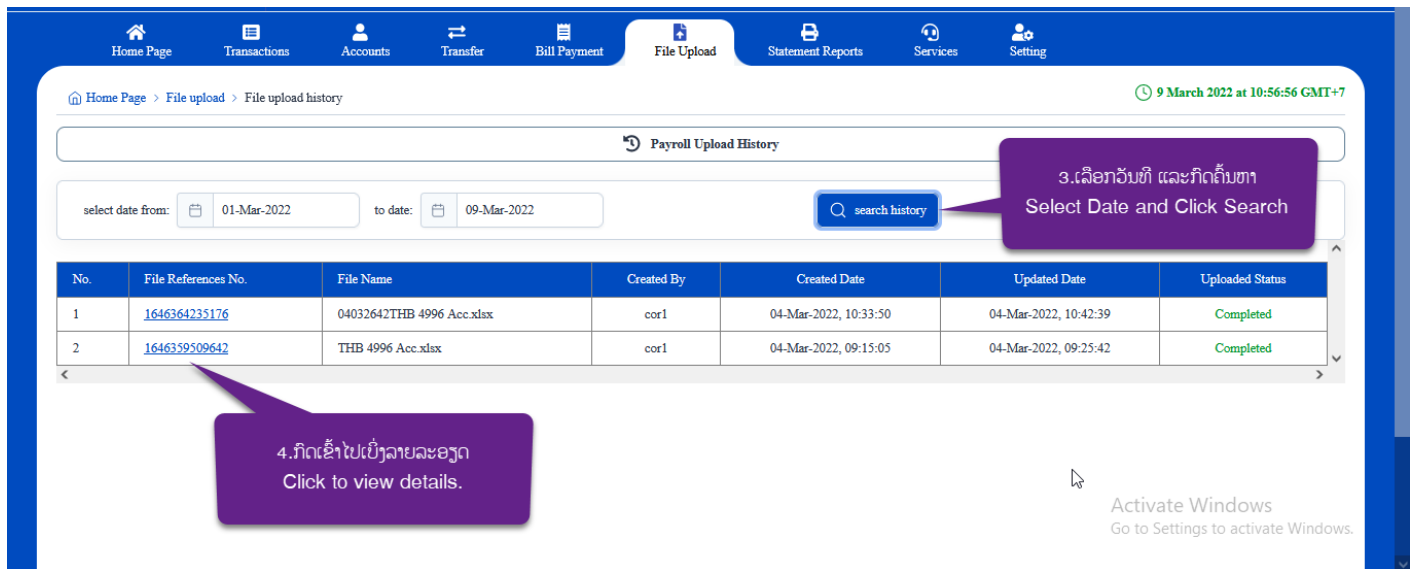 Home Page Transactions Accounts Transfer Bill Payment File Upload Statement Reports Services Setting
Home Page > File upload > File upload history
9 March 2022 at 10:56:56 GMT+7
Payroll Upload History
3.ເລືອກວັນທີ ແລະກົດຄົ້ນຫາ
Select Date and Click Search
select date from: 01-Mar-2022 to date: 09-Mar-2022 search history
No. File References No. File Name Created By Created Date Updated Date Uploaded Status
1 1646364235176 04032642THB 4996 Acc.xlsx cor1 04-Mar-2022, 10:33:50 04-Mar-2022, 10:42:39 Completed
2 1646359509642 THB 4996 Acc.xlsx cor1 04-Mar-2022, 09:15:05 04-Mar-2022, 09:25:42 Completed
4.ກົດເຂົ້າໄປເບິ່ງລາຍລະອຽດ
Click to view details.
Activate Windows
Go to Settings to activate Windows.